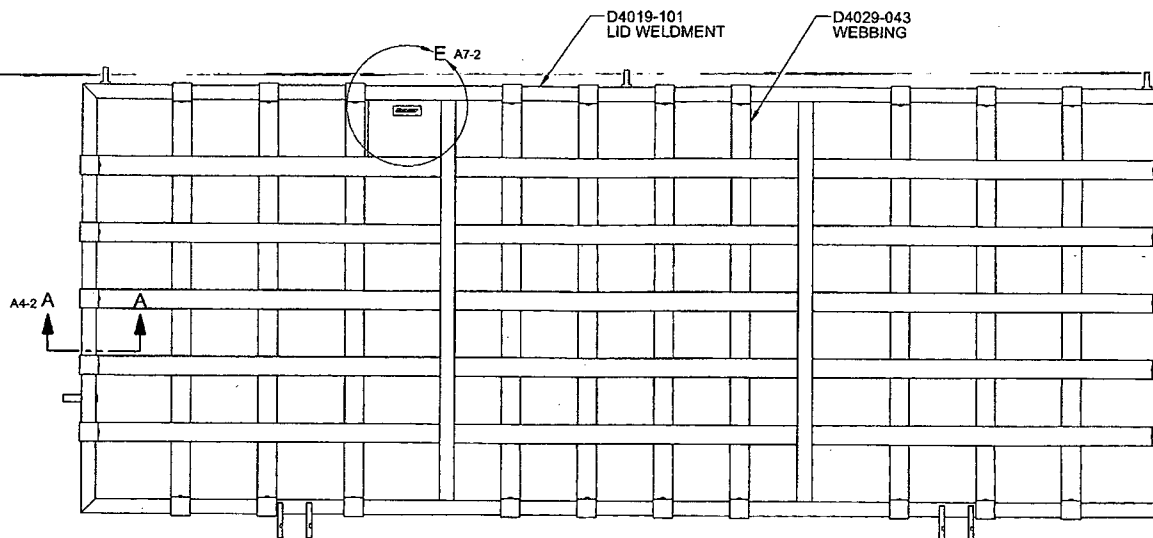 D4019-101
LID WELDMENT
D4029-043
WEBBING
E A7-2
A4-2 A
A